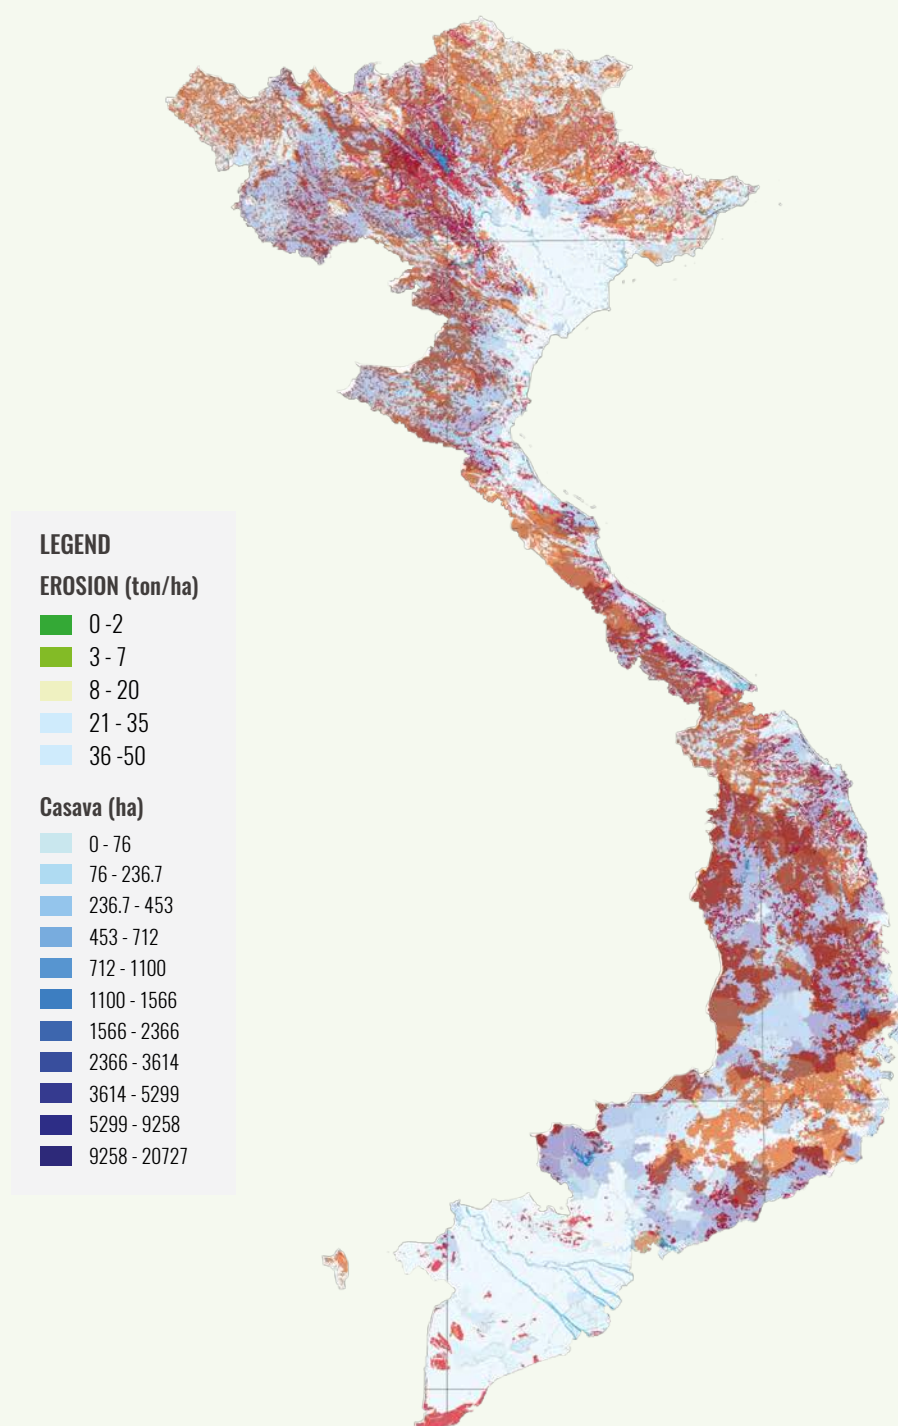 LEGEND
EROSION (ton/ha)
0 -2
3 - 7
8 - 20
21 - 35
36 -50
Casava (ha)
0 - 76
76 - 236.7
236.7 - 453
453 - 712
712 - 1100
1100 - 1566
1566 - 2366
2366 - 3614
3614 - 5299
5299 - 9258
9258 - 20727